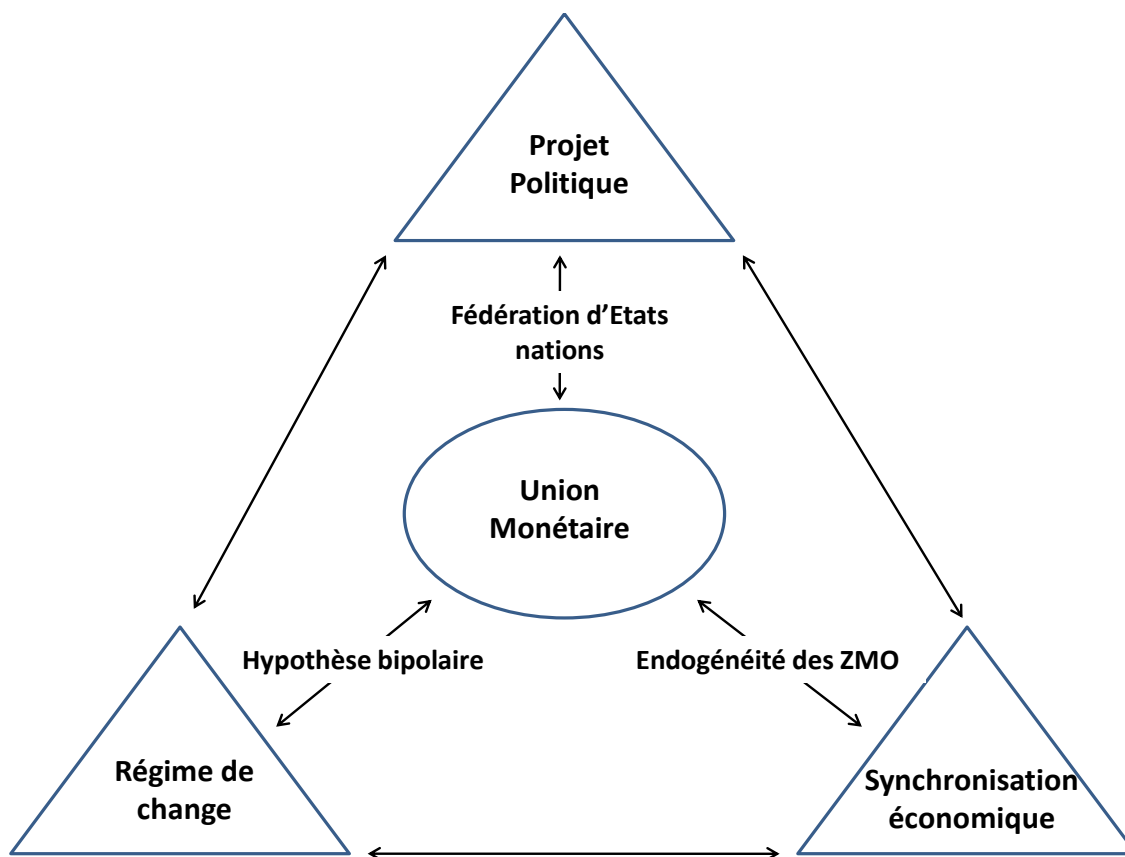 Projet
Politique
Fédération d'Etats
nations
Union
Monétaire
Hypothèse bipolaire
Endogénéité des ZMO
Régime de
change
Synchronisation
économique